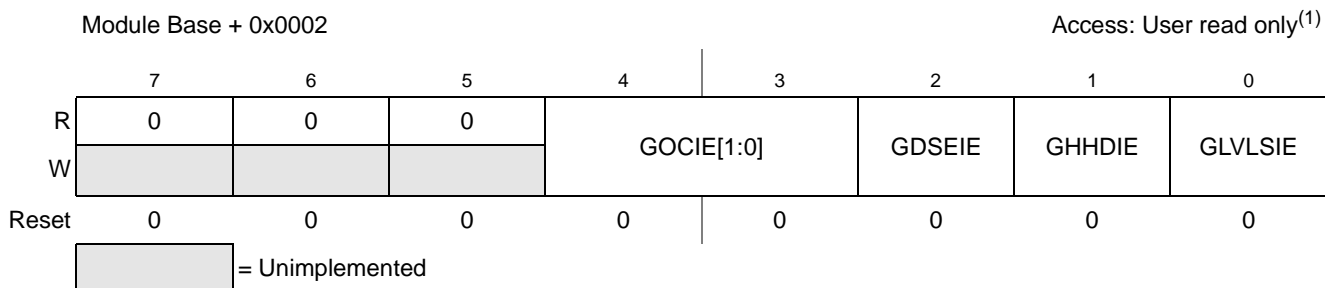 Module Base + 0x0002 Access: User read only(1)
7 6 5 4 3 2 1 0
R 0 0 0 GOCIE[1:0] GDSEIE GHHDIE GLVLSIE
W
Reset 0 0 0 0 0 0 0 0
= Unimplemented